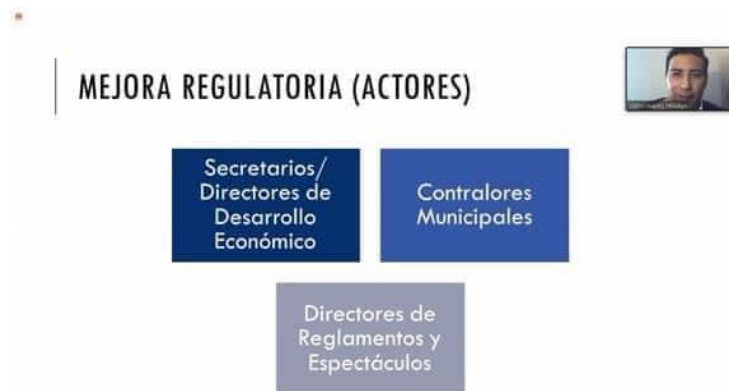 MEJORA REGULATORIA (ACTORES)
Secretarios/
Directores de
Desarrollo
Económico
Contralores
Municipales
Directores de
Reglamentos y
Espectáculos